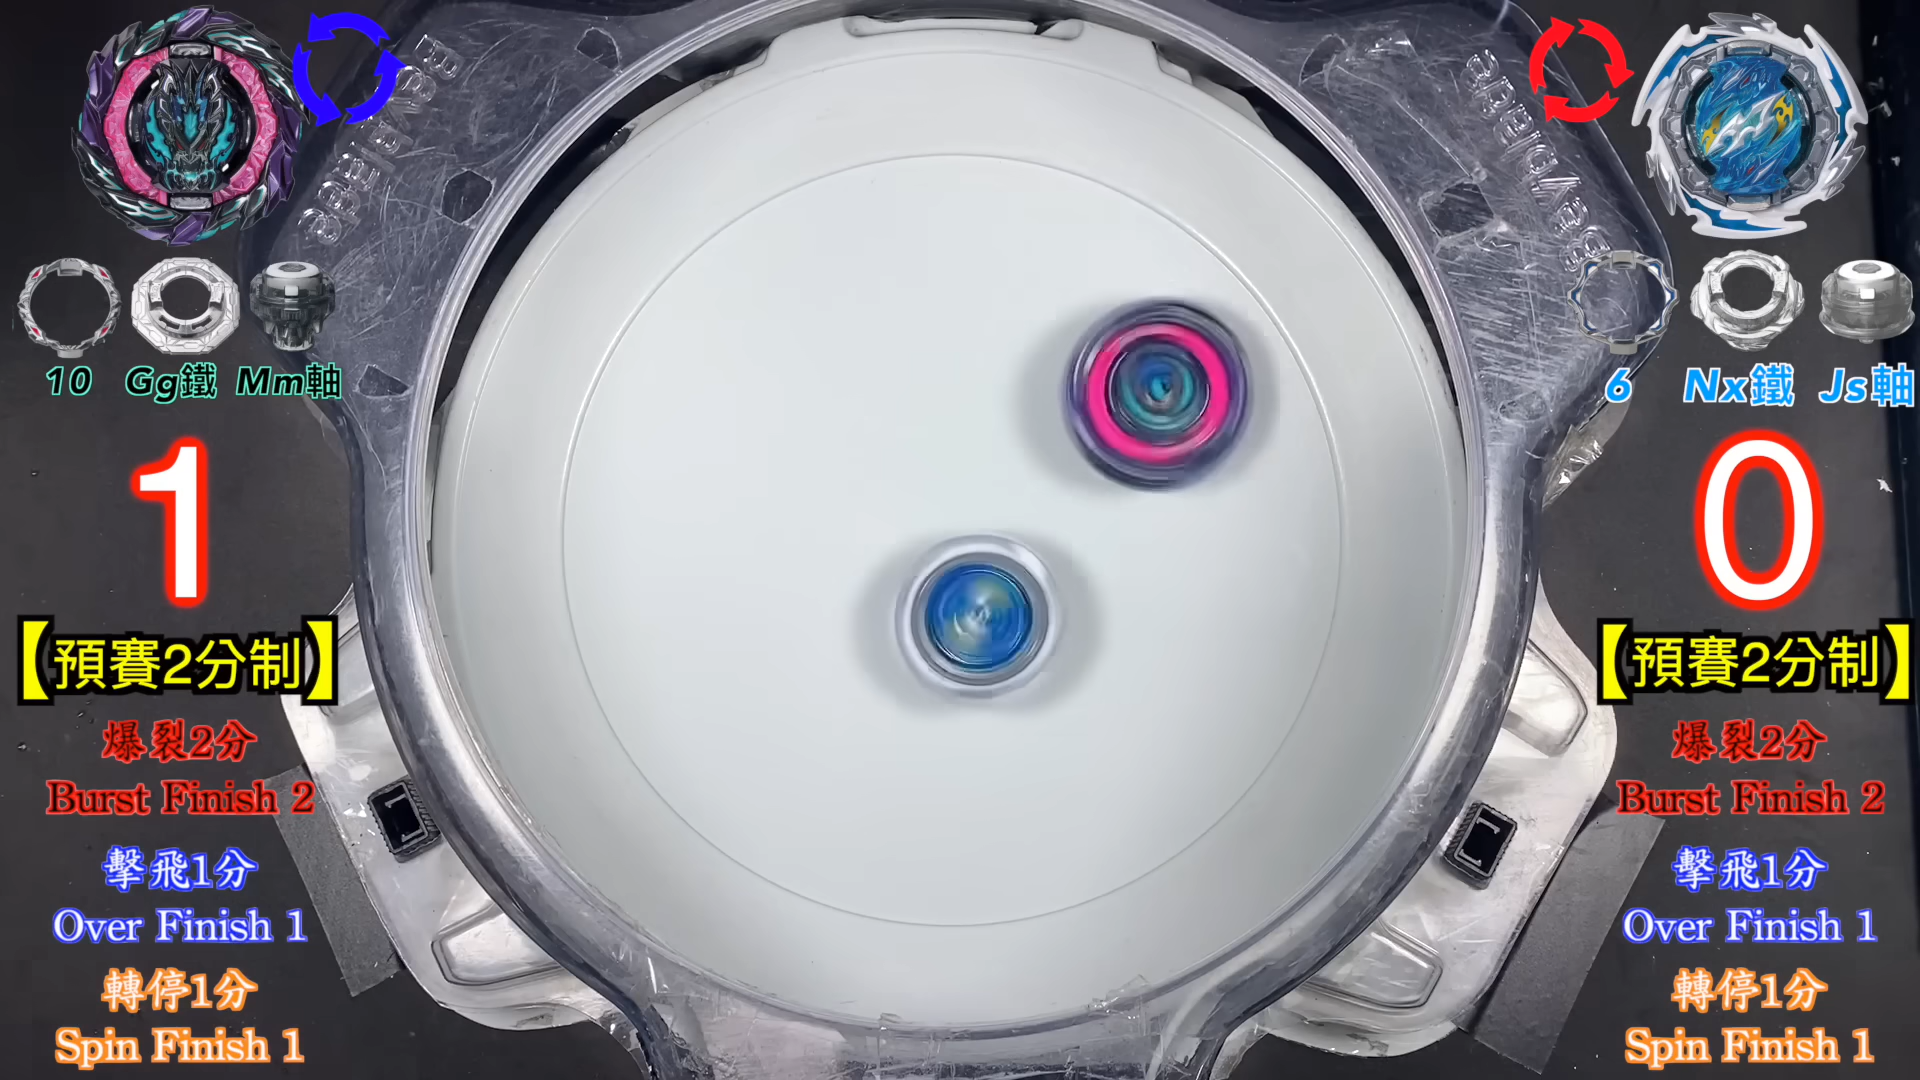 Beyblade
Beyblade
10 Gg鐵 Mm軸
6 Nx鐵 Js軸
1
0
【預賽2分制】
【預賽2分制】
爆裂2分
Burst Finish 2
擊飛1分
Over Finish 1
轉停1分
Spin Finish 1
爆裂2分
Burst Finish 2
擊飛1分
Over Finish 1
轉停1分
Spin Finish 1
1
1